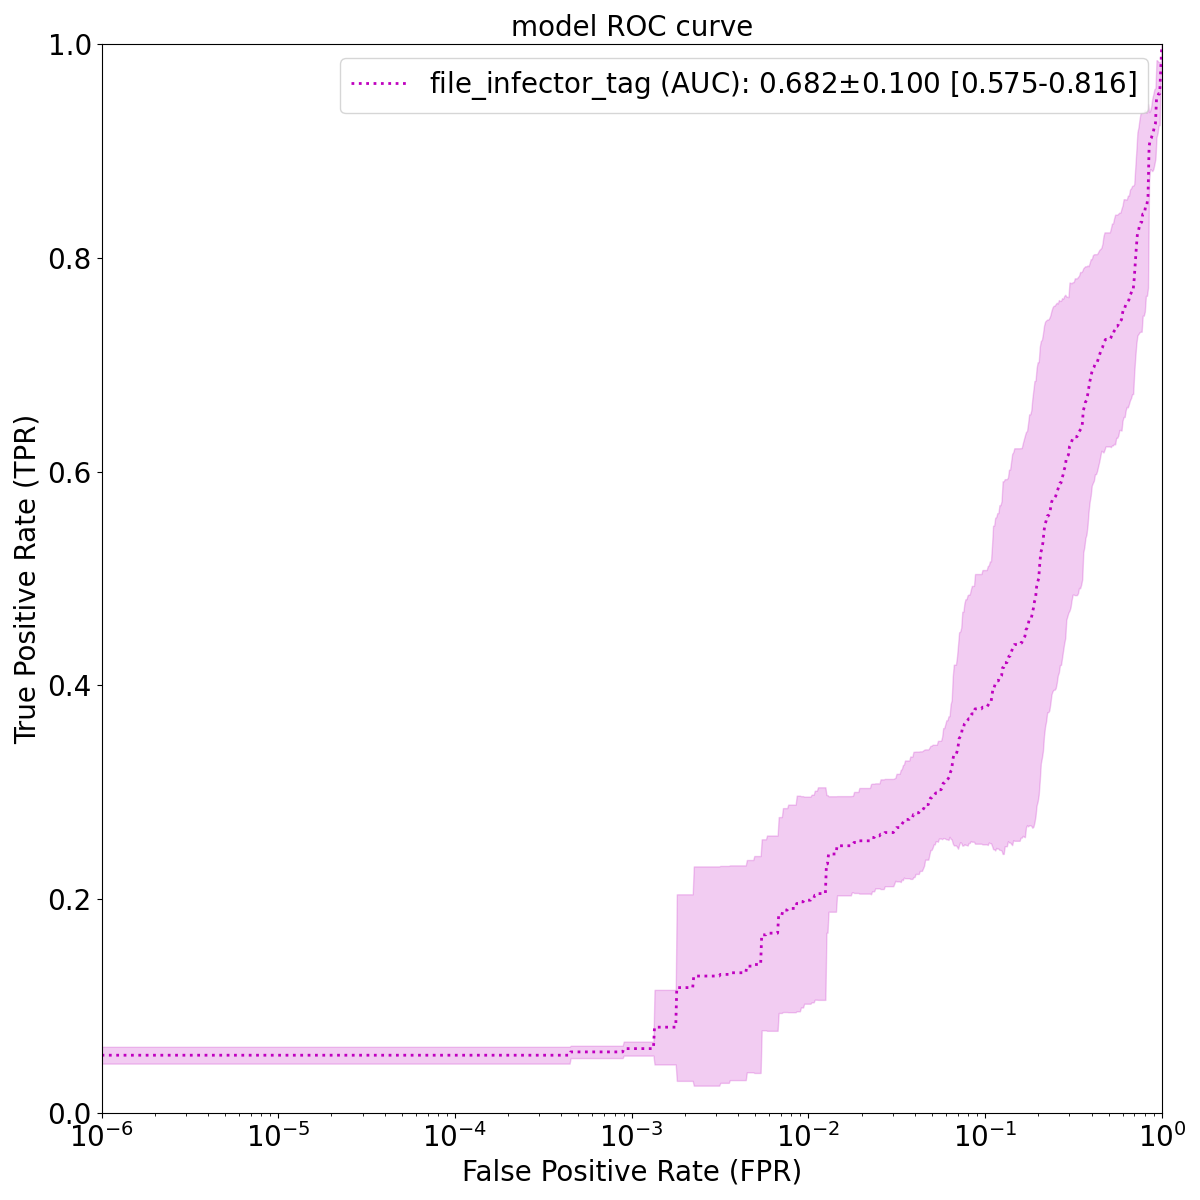 model ROC curve
file_infector_tag (AUC): 0.682±0.100 [0.575-0.816]
1.0
0.8
0.6
0.4
0.2
0.0
True Positive Rate (TPR)
10⁻⁶ 10⁻⁵ 10⁻⁴ 10⁻³ 10⁻² 10⁻¹ 10⁰
False Positive Rate (FPR)